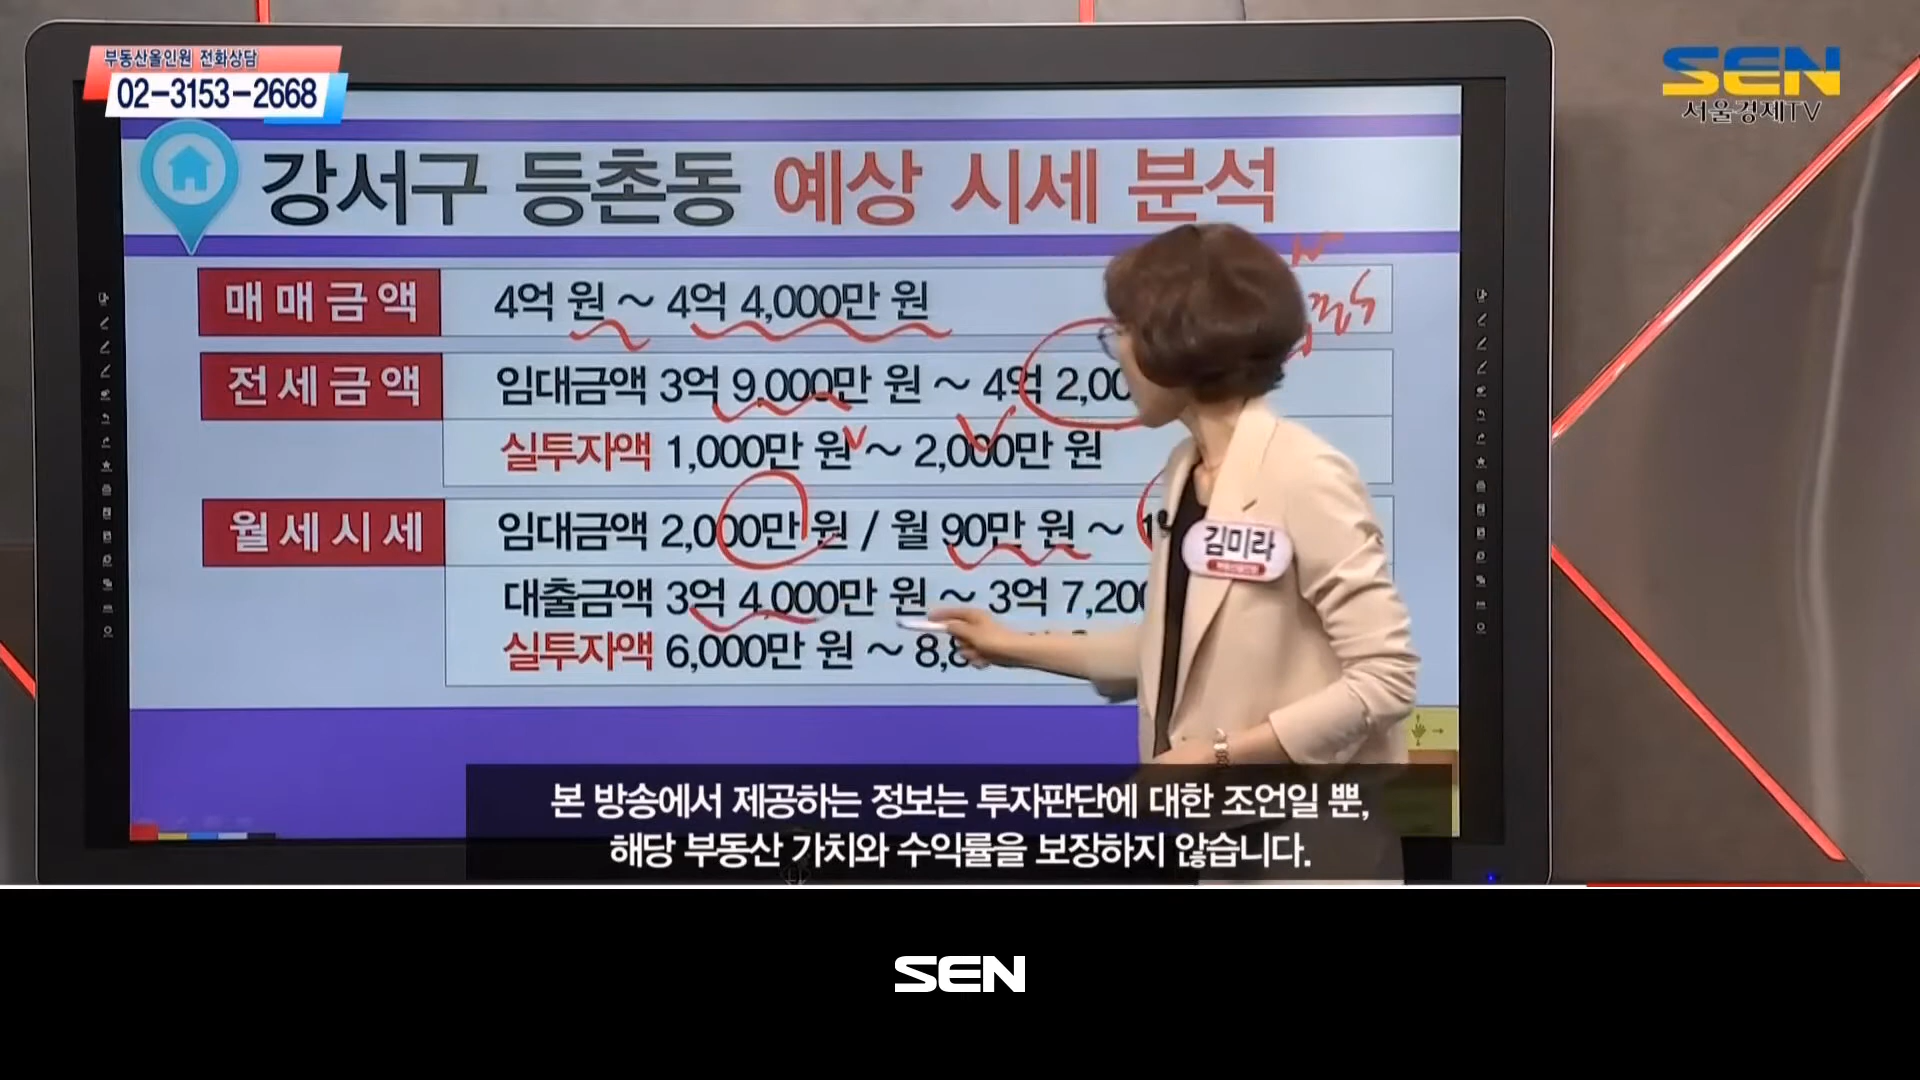 부동산올인원 전화상담
02-3153-2668
SEN
서울경제TV
강서구 등촌동 예상 시세 분석
매매금액 4억 원 ~ 4억 4,000만 원
전세금액 임대금액 3억 9,000만 원 ~ 4억
실투자액 1,000만 원 ~ 2,000만 원
월세시세 임대금액 2,000만 원 / 월 90만 원 ~
대출금액 3억 4,000만 원 ~ 3억
실투자액 6,000만 원 ~
김미라
본 방송에서 제공하는 정보는 투자판단에 대한 조언일 뿐,
해당 부동산 가치와 수익률을 보장하지 않습니다.
SEN